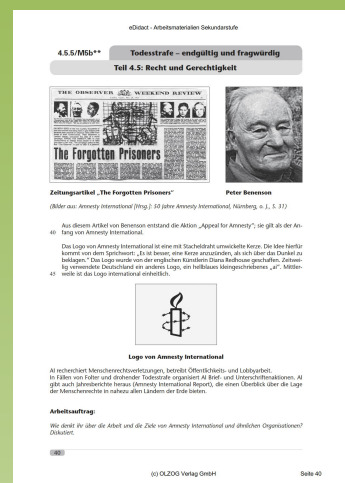 eDidact - Arbeitsmaterialien Sekundarstufe
4.5.5/M5b** Todesstrafe – endgültig und fragwürdig
Teil 4.5: Recht und Gerechtigkeit
THE OBSERVER WEEKEND REVIEW
The Forgotten Prisoners
Zeitungsartikel „The Forgotten Prisoners" Peter Benenson
(Bilder aus: Amnesty International [Hrsg.]: 50 Jahre Amnesty International, Nürnberg, o. J., S. 31)
Aus diesem Artikel von Benenson entstand die Aktion „Appeal for Amnesty"; sie gilt als der An-
40 fang von Amnesty International.
Das Logo von Amnesty International ist eine mit Stacheldraht umwickelte Kerze. Die Idee hierfür
kommt von dem Sprichwort: „Es ist besser, eine Kerze anzuzünden, als sich über das Dunkel zu
beklagen." Das Logo wurde von der englischen Künstlerin Diana Redhouse geschaffen. Zeitwei-
lig verwendete Deutschland ein anderes Logo, ein hellblaues kleingeschriebenes „ai". Mittler-
45 weile ist das Logo international einheitlich.
Logo von Amnesty International
AI recherchiert Menschenrechtsverletzungen, betreibt Öffentlichkeits- und Lobbyarbeit.
In Fällen von Folter und drohender Todesstrafe organisiert AI Brief- und Unterschriftenaktionen. AI
gibt auch Jahresberichte heraus (Amnesty International Report), die einen Überblick über die Lage
der Menschenrechte in nahezu allen Ländern der Erde bieten.
Arbeitsauftrag:
Wie denkt ihr über die Arbeit und die Ziele von Amnesty International und ähnlichen Organisationen?
Diskutiert.
40
(c) OLZOG Verlag GmbH Seite 40